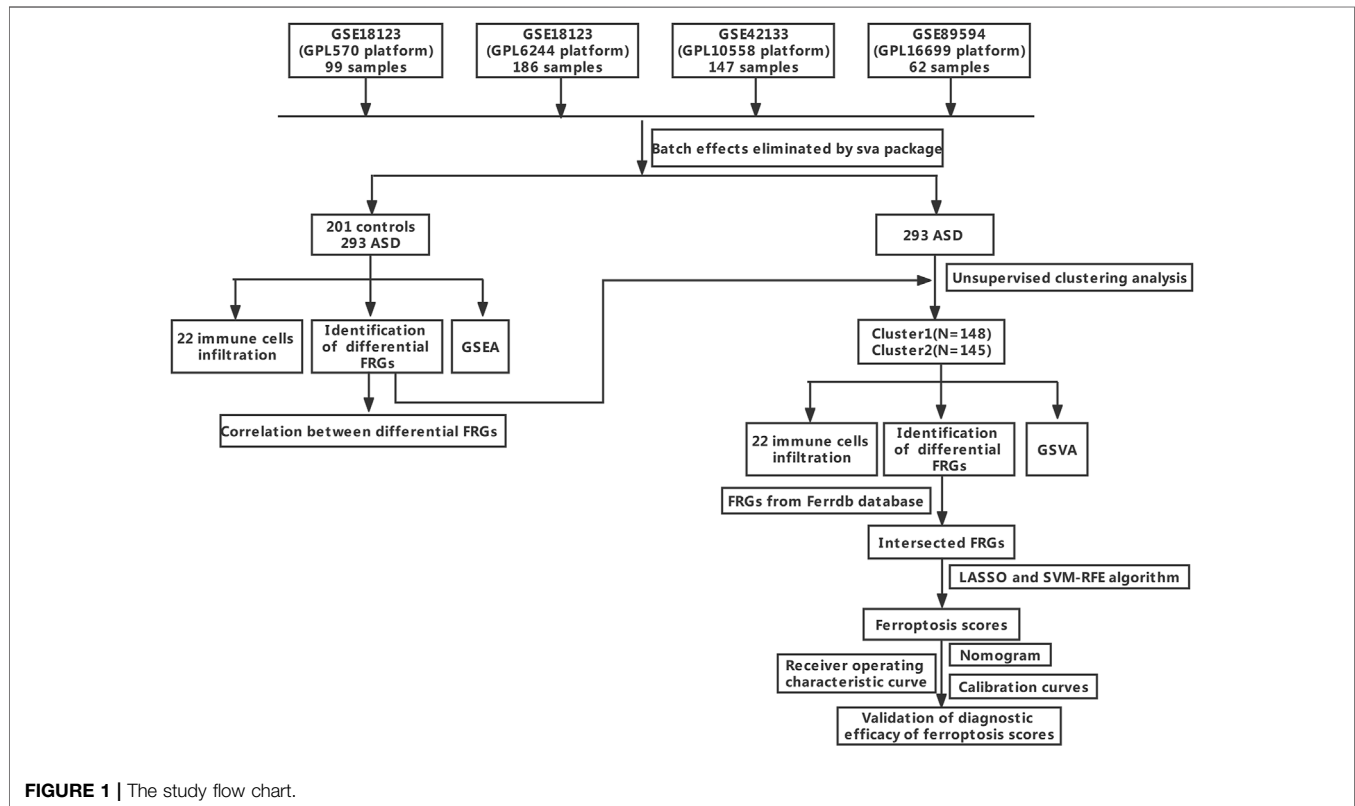 GSE18123
(GPL570 platform)
99 samples
GSE18123
(GPL6244 platform)
186 samples
GSE42133
(GPL10558 platform)
147 samples
GSE89594
(GPL16699 platform)
62 samples
Batch effects eliminated by sva package
201 controls
293 ASD
293 ASD
Unsupervised clustering analysis
22 immune cells
infiltration
Identification
of differential
FRGs
GSEA
Cluster1(N=148)
Cluster2(N=145)
Correlation between differential FRGs
22 immune cells
infiltration
Identification
of differential
FRGs
GSVA
FRGs from Ferrdb database
Intersected FRGs
LASSO and SVM-RFE algorithm
Ferroptosis scores
Nomogram
Receiver operating
characteristic curve
Calibration curves
Validation of diagnostic
efficacy of ferroptosis scores
FIGURE 1 | The study flow chart.